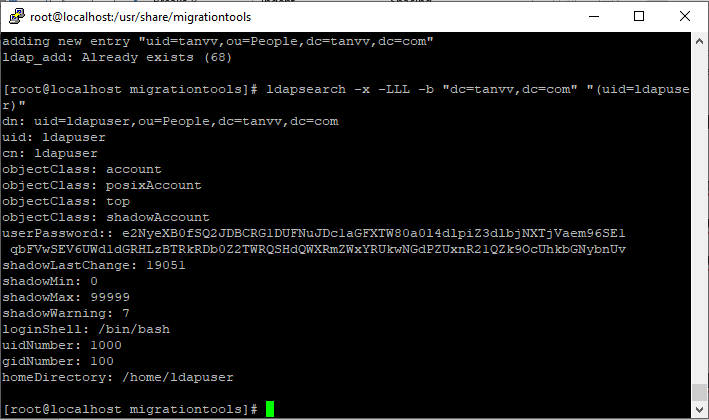 root@localhost:/usr/share/migrationtools
adding new entry "uid=tanvv,ou=People,dc=tanvv,dc=com"
ldap_add: Already exists (68)
[root@localhost migrationtools]# ldapsearch -x -LLL -b "dc=tanvv,dc=com" "(uid=ldapuse
r)"
dn: uid=ldapuser,ou=People,dc=tanvv,dc=com
uid: ldapuser
cn: ldapuser
objectClass: account
objectClass: posixAccount
objectClass: top
objectClass: shadowAccount
userPassword:: e2NyeXB0fSQ2JDBCRG1DUFNuJDc1aGFXTW80a0l4dlpiZ3dlbjNXTjVaem96SE1
qbFVwSEV6UWd1dGRHLzBTRkRDb0Z2TWRQSHdQWXRmZWxYRUkwNGdPZUxnR21QZk9OcUhkbGNybnUv
shadowLastChange: 19051
shadowMin: 0
shadowMax: 99999
shadowWarning: 7
loginShell: /bin/bash
uidNumber: 1000
gidNumber: 100
homeDirectory: /home/ldapuser
[root@localhost migrationtools]#